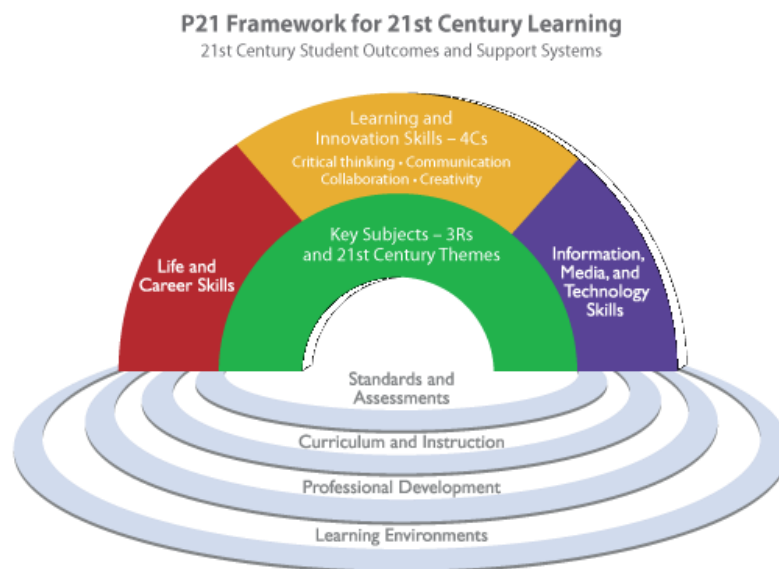 P21 Framework for 21st Century Learning
21st Century Student Outcomes and Support Systems
Learning and
Innovation Skills – 4Cs
Critical thinking • Communication
Collaboration • Creativity
Key Subjects – 3Rs
and 21st Century Themes
Life and
Career Skills
Information,
Media, and
Technology
Skills
Standards and
Assessments
Curriculum and Instruction
Professional Development
Learning Environments